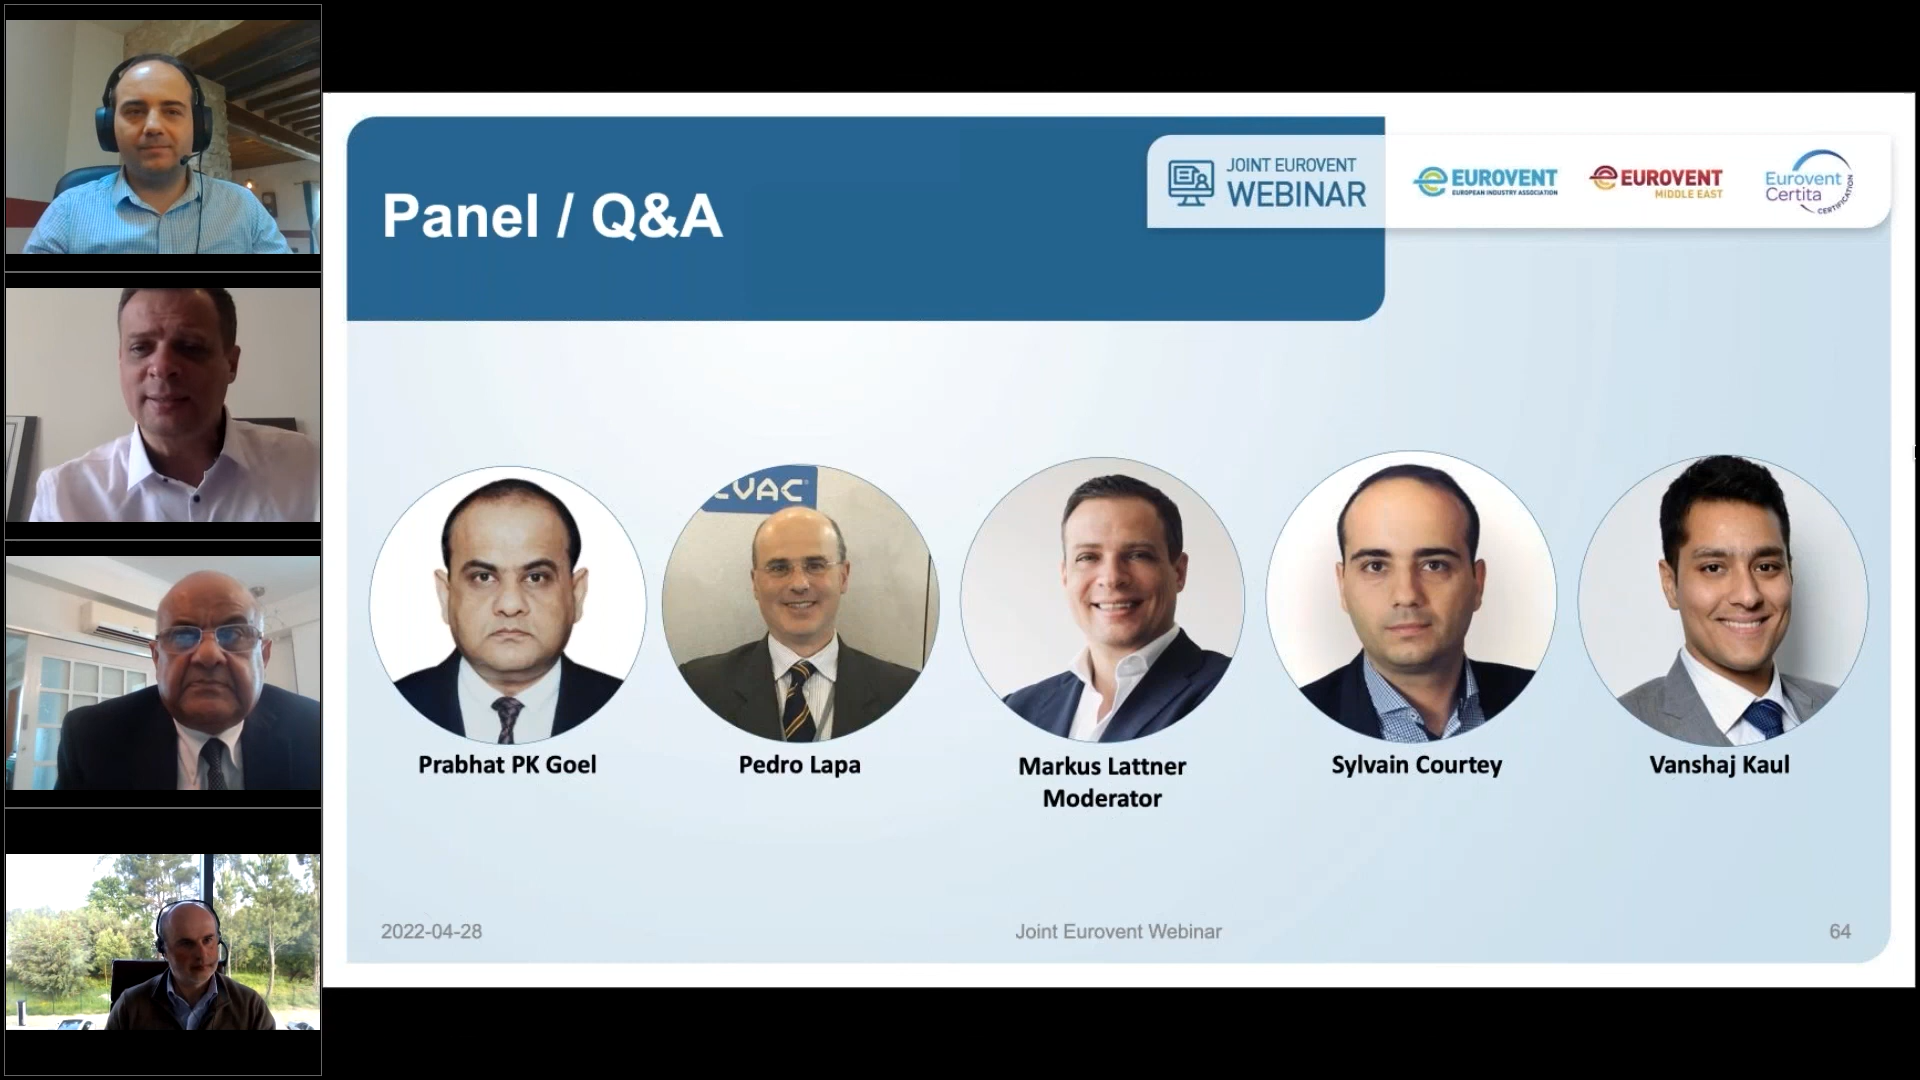 Panel / Q&A
JOINT EUROVENT
WEBINAR
EUROVENT
EUROPEAN INDUSTRY ASSOCIATION
EUROVENT
MIDDLE EAST
Eurovent
Certita
CERTIFICATION
EVAC
Prabhat PK Goel
Pedro Lapa
Markus Lattner
Moderator
Sylvain Courtey
Vanshaj Kaul
2022-04-28
Joint Eurovent Webinar
64